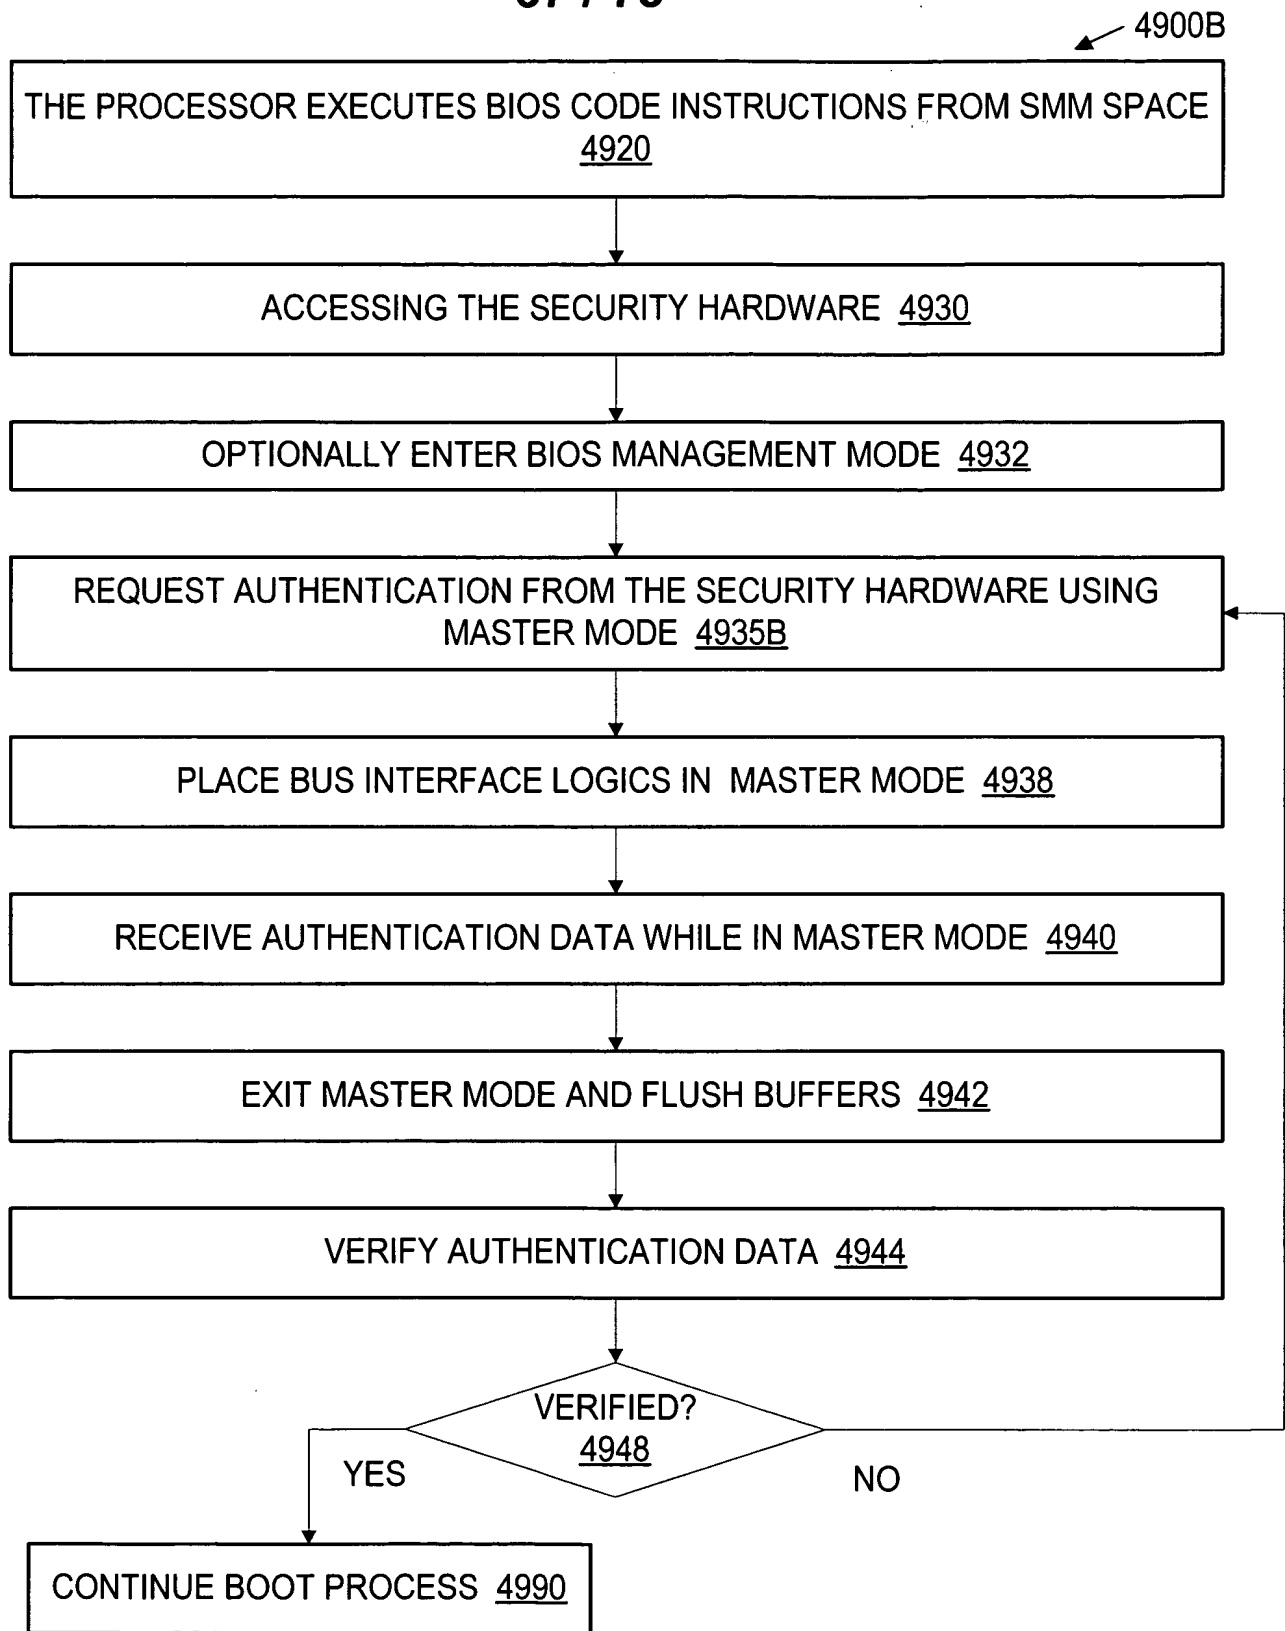 4900B
THE PROCESSOR EXECUTES BIOS CODE INSTRUCTIONS FROM SMM SPACE
4920
ACCESSING THE SECURITY HARDWARE 4930
OPTIONALLY ENTER BIOS MANAGEMENT MODE 4932
REQUEST AUTHENTICATION FROM THE SECURITY HARDWARE USING
MASTER MODE 4935B
PLACE BUS INTERFACE LOGICS IN MASTER MODE 4938
RECEIVE AUTHENTICATION DATA WHILE IN MASTER MODE 4940
EXIT MASTER MODE AND FLUSH BUFFERS 4942
VERIFY AUTHENTICATION DATA 4944
VERIFIED?
4948
YES
NO
CONTINUE BOOT PROCESS 4990